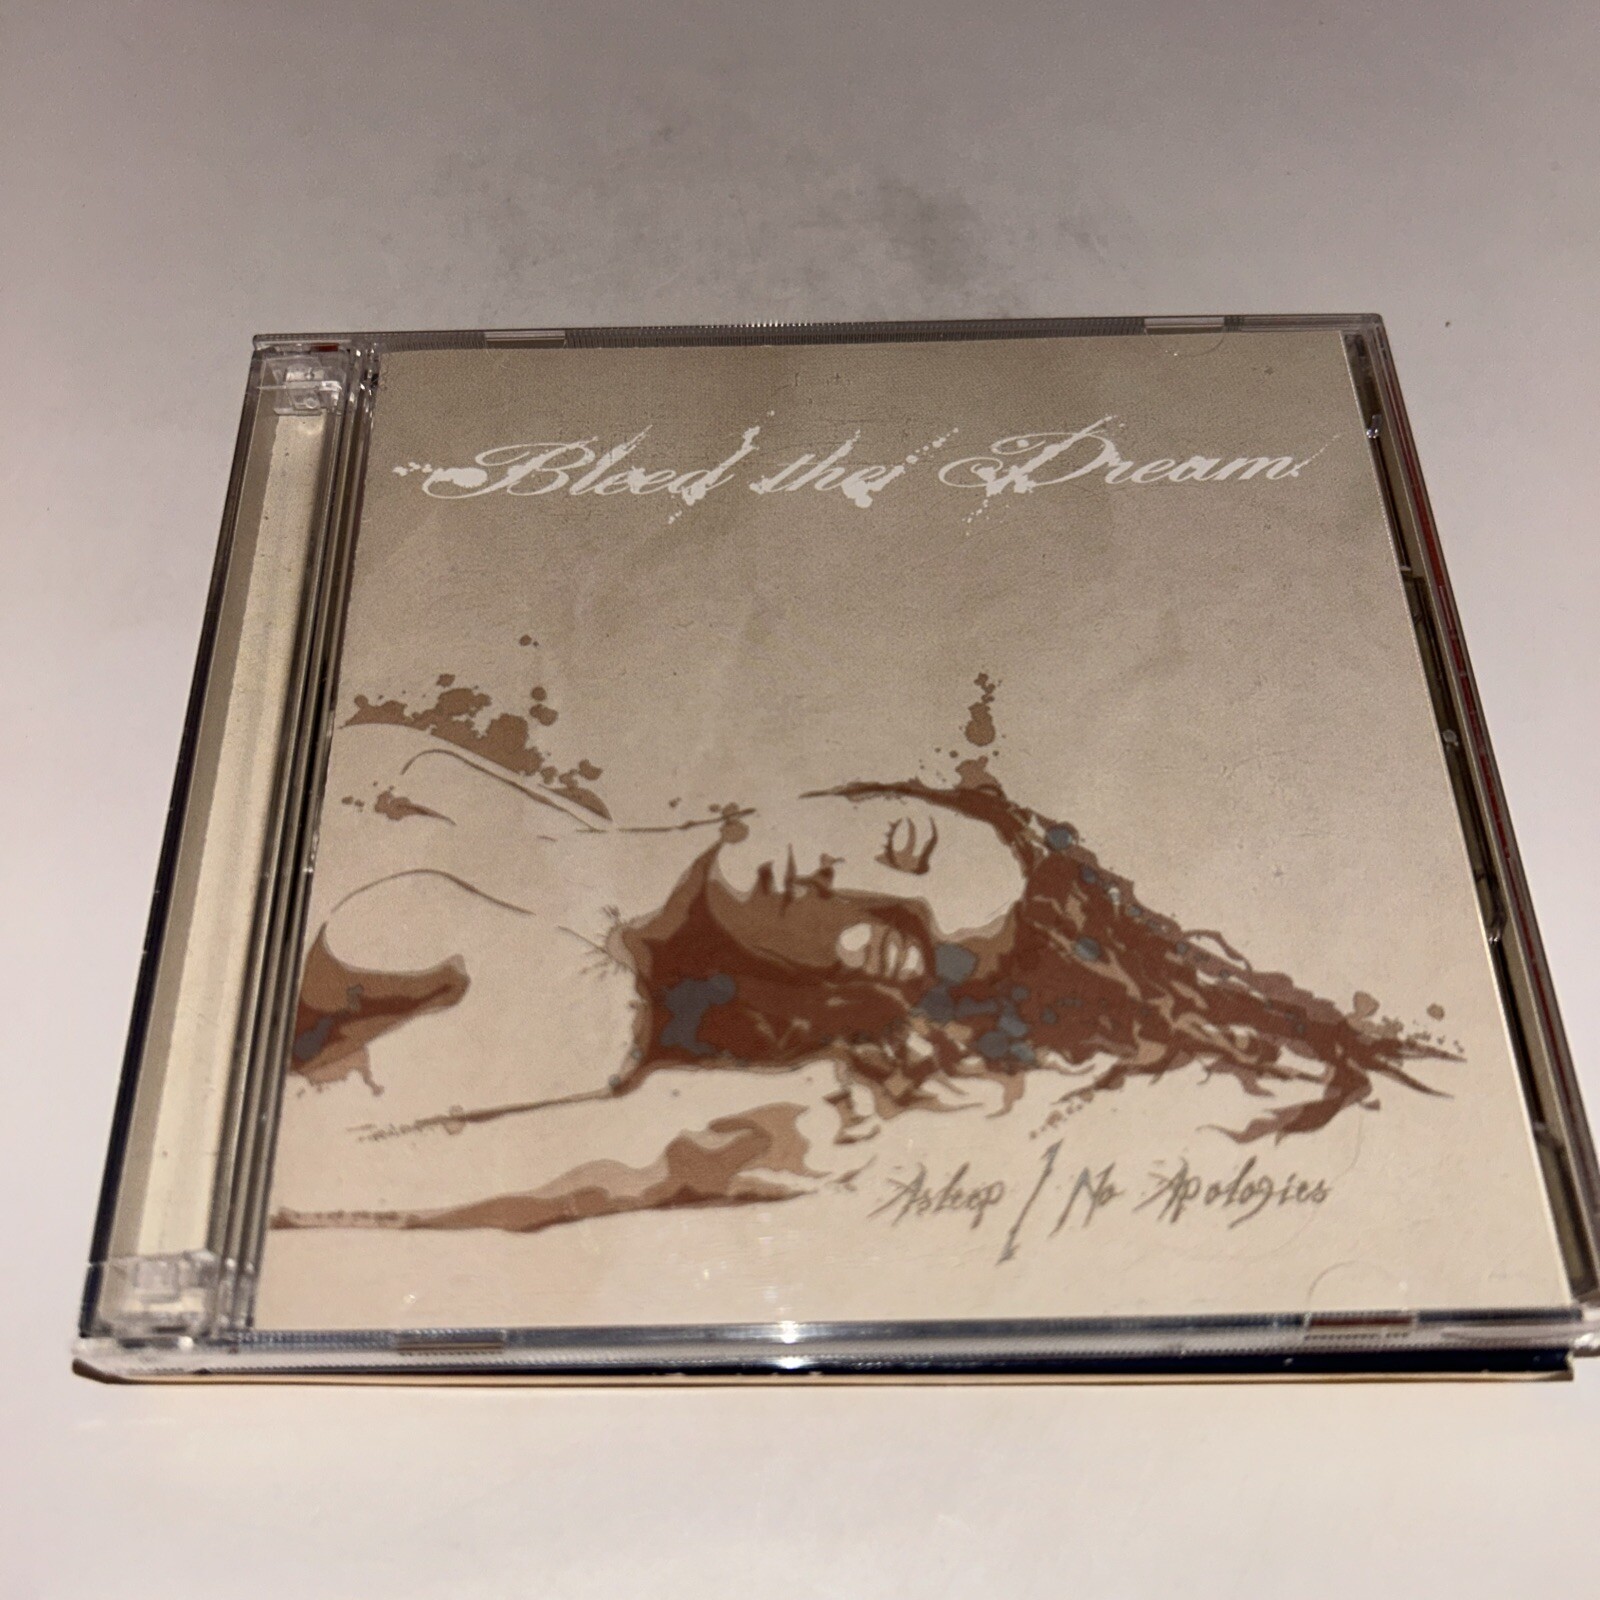 Bleed the Dream
Asleep / No Apologies